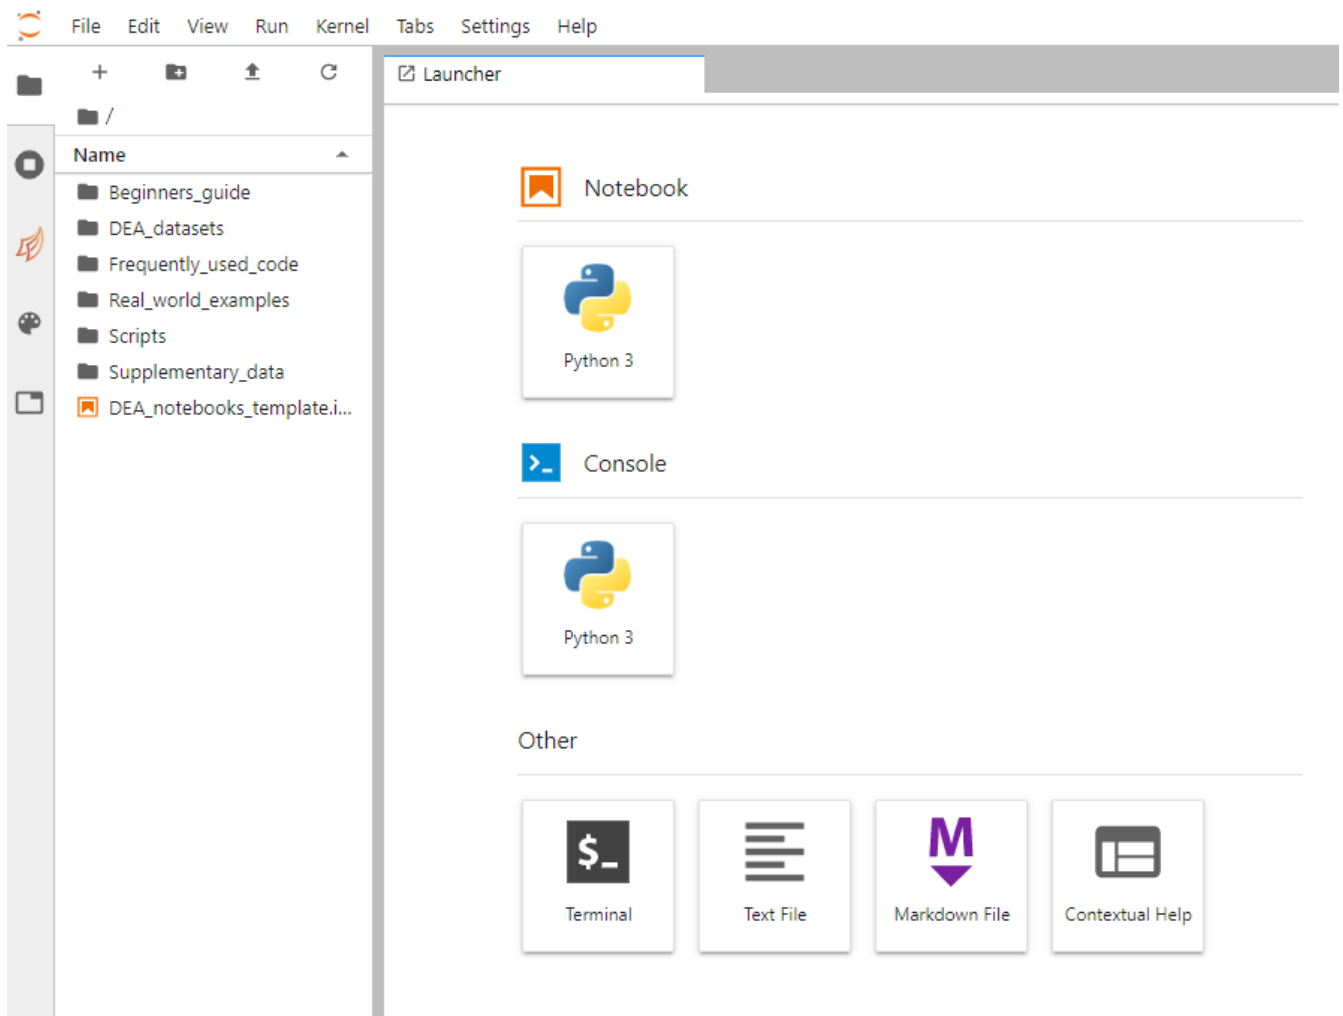 File Edit View Run Kernel Tabs Settings Help
Launcher
/
Name
Beginners_guide
DEA_datasets
Frequently_used_code
Real_world_examples
Scripts
Supplementary_data
DEA_notebooks_template.i...
Notebook
Python 3
Console
Python 3
Other
$_
M
Terminal Text File Markdown File Contextual Help